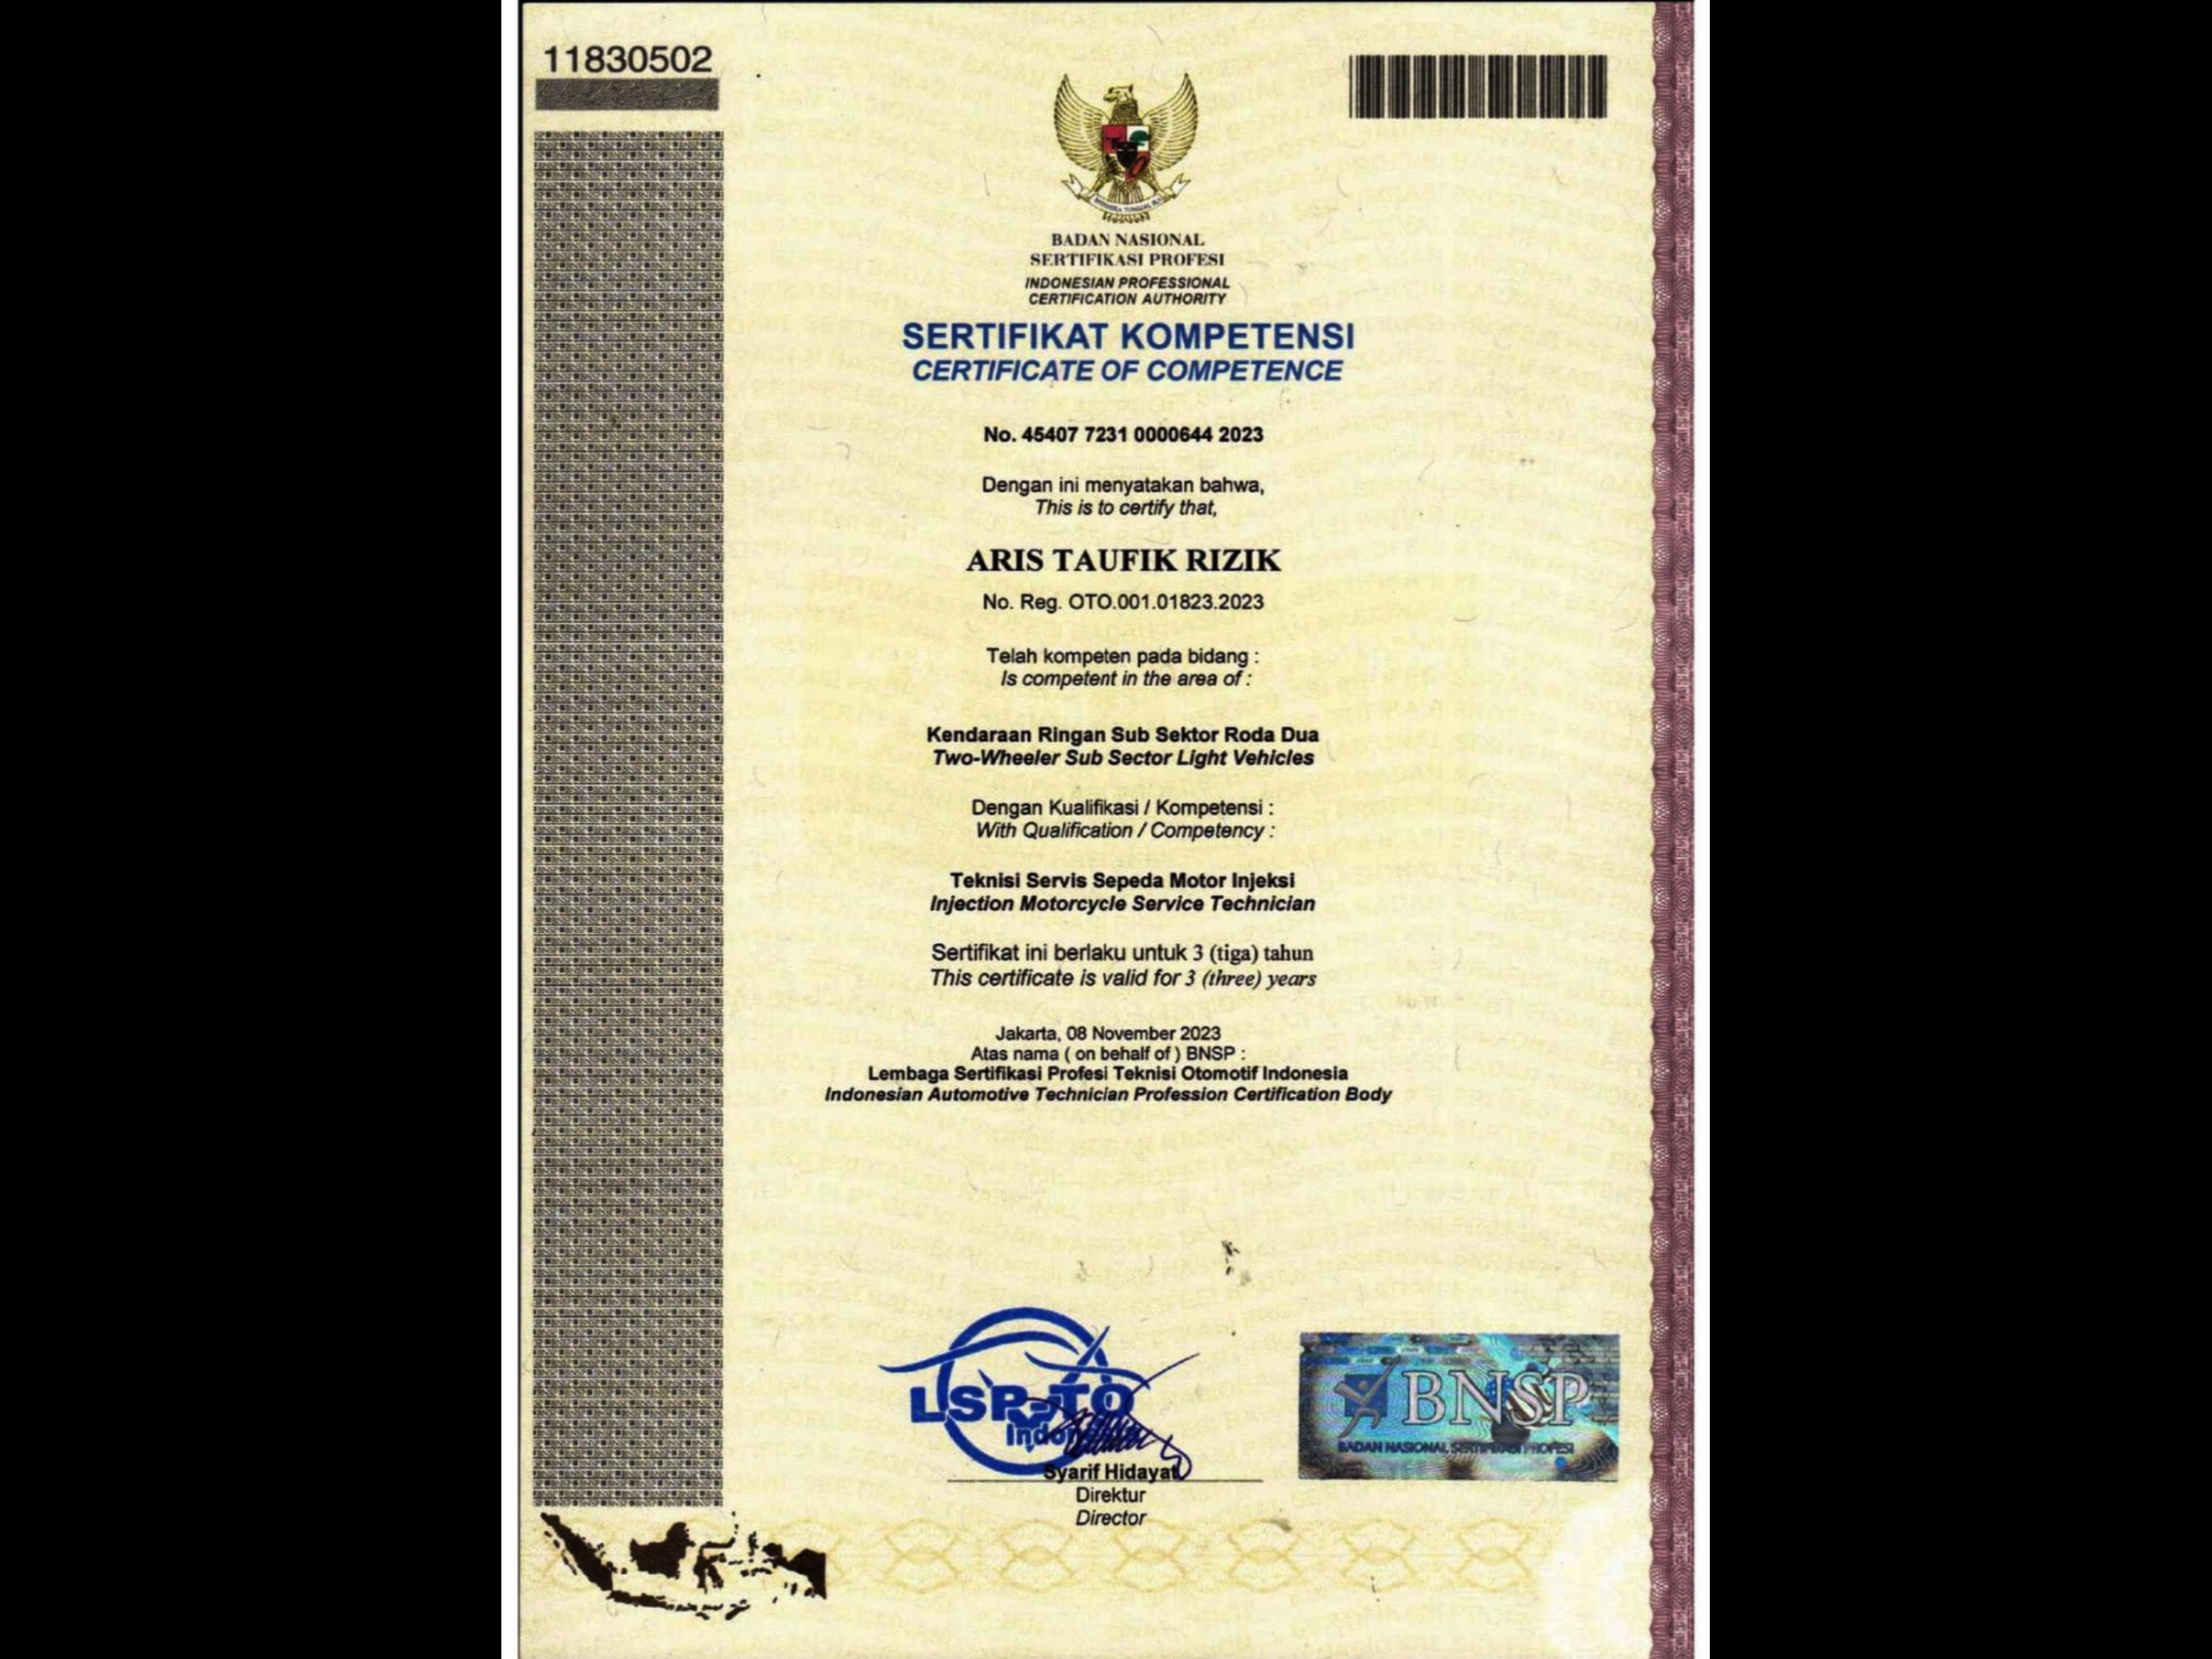 11830502
BADAN NASIONAL
SERTIFIKASI PROFESI
INDONESIAN PROFESSIONAL
CERTIFICATION AUTHORITY
SERTIFIKAT KOMPETENSI
CERTIFICATE OF COMPETENCE
No. 45407 7231 0000644 2023
Dengan ini menyatakan bahwa,
This is to certify that,
ARIS TAUFIK RIZIK
No. Reg. OTO.001.01823.2023
Telah kompeten pada bidang :
Is competent in the area of :
Kendaraan Ringan Sub Sektor Roda Dua
Two-Wheeler Sub Sector Light Vehicles
Dengan Kualifikasi / Kompetensi :
With Qualification / Competency :
Teknisi Servis Sepeda Motor Injeksi
Injection Motorcycle Service Technician
Sertifikat ini berlaku untuk 3 (tiga) tahun
This certificate is valid for 3 (three) years
Jakarta, 08 November 2023
Atas nama ( on behalf of ) BNSP :
Lembaga Sertifikasi Profesi Teknisi Otomotif Indonesia
Indonesian Automotive Technician Profession Certification Body
LSP-TO
Syarif Hidayat
Direktur
Director
BNSP
BADAN NASIONAL SERTIFIKASI PROFESI